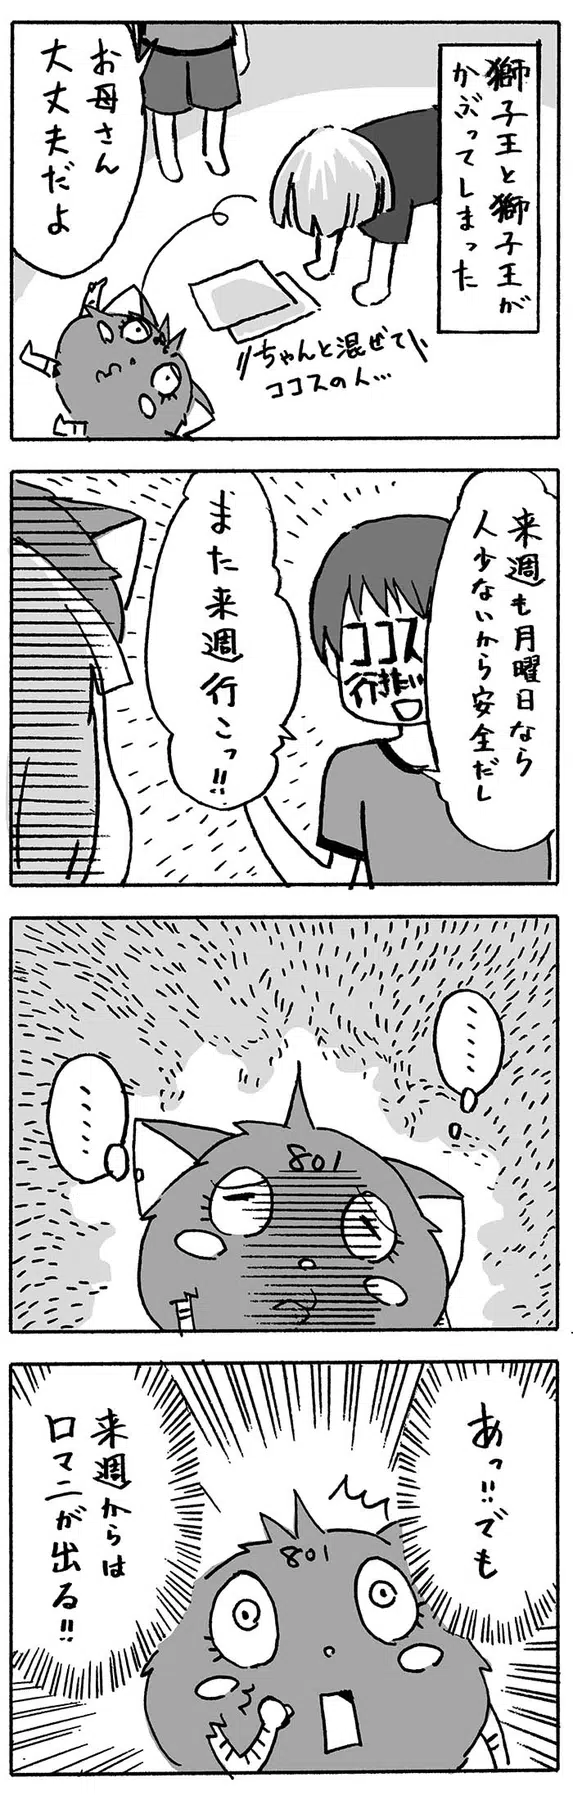 獅子王と獅子王が
かぶってしまった
お母さん
大丈夫だよ
ちゃんと混ぜて
ココスの人…
来週も月曜日なら
人少ないから安全だし
ココス
行きたい
また来週行こっ!!
……
……
801
あっ!!でも
来週からは
ロマニが出る!!
801